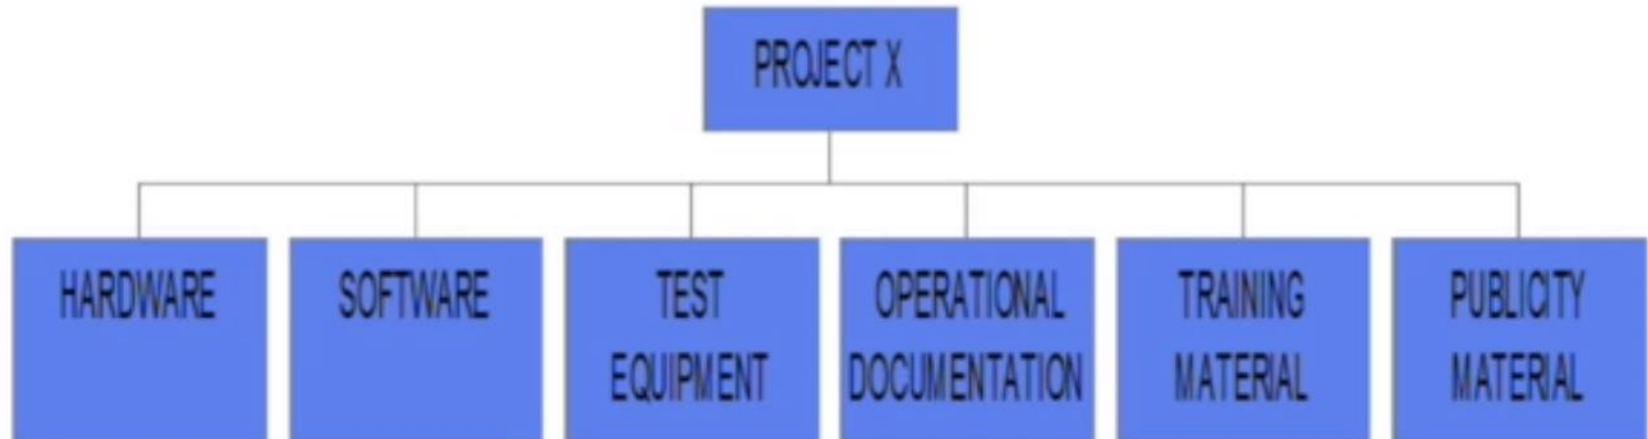 PROJECT X
HARDWARE
SOFTWARE
TEST
EQUIPMENT
OPERATIONAL
DOCUMENTATION
TRAINING
MATERIAL
PUBLICITY
MATERIAL